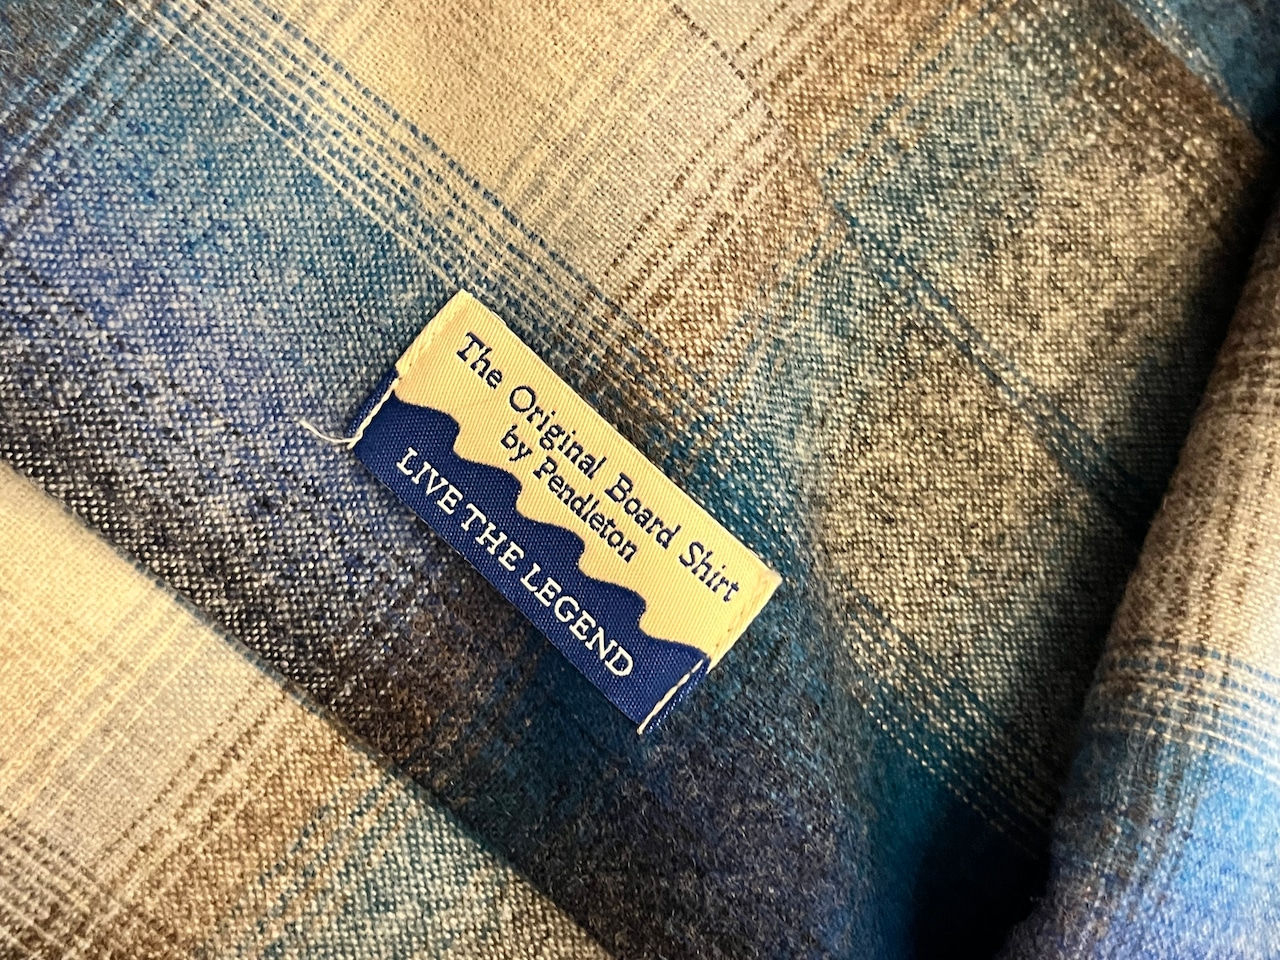 The Original Board Shirt
by Pendleton
LIVE THE LEGEND